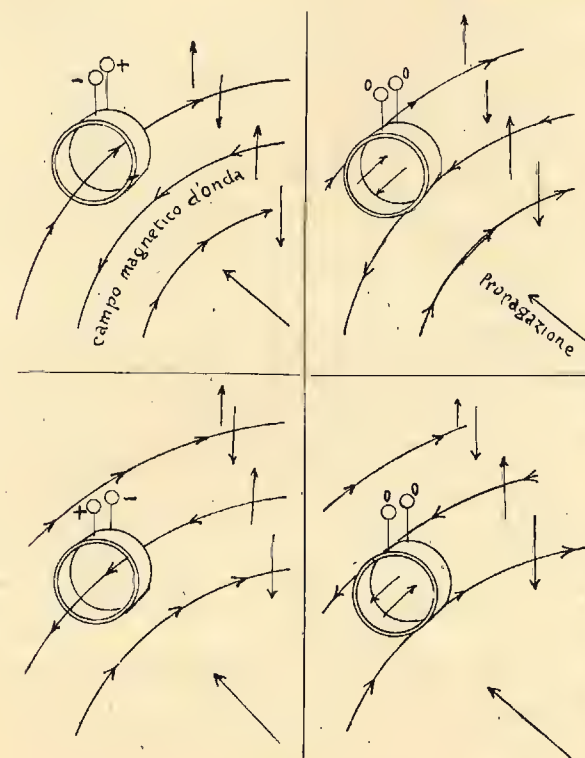 - +
0 0
campo magnetico d'onda
Propagazione
+ -
0 0